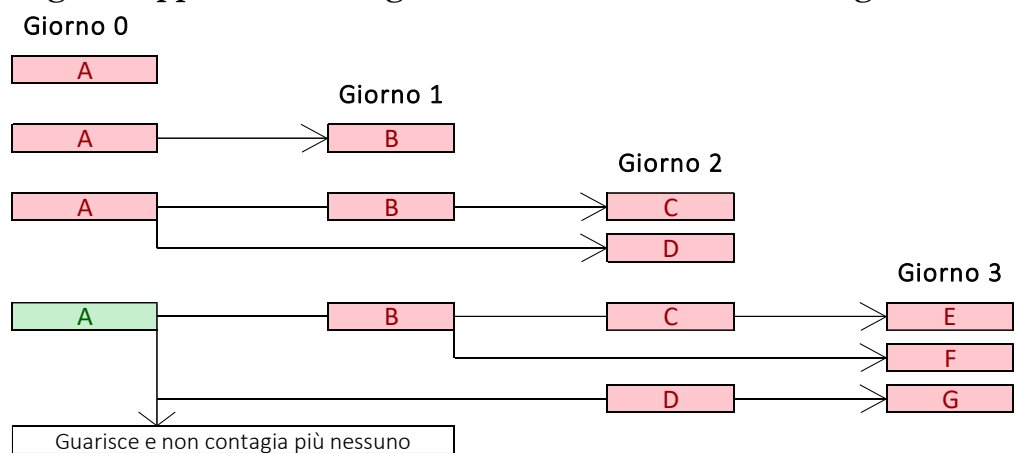 Giorno 0
A
Giorno 1
A B
Giorno 2
A B C
D
Giorno 3
A B C E
F
D G
Guarisce e non contagia più nessuno